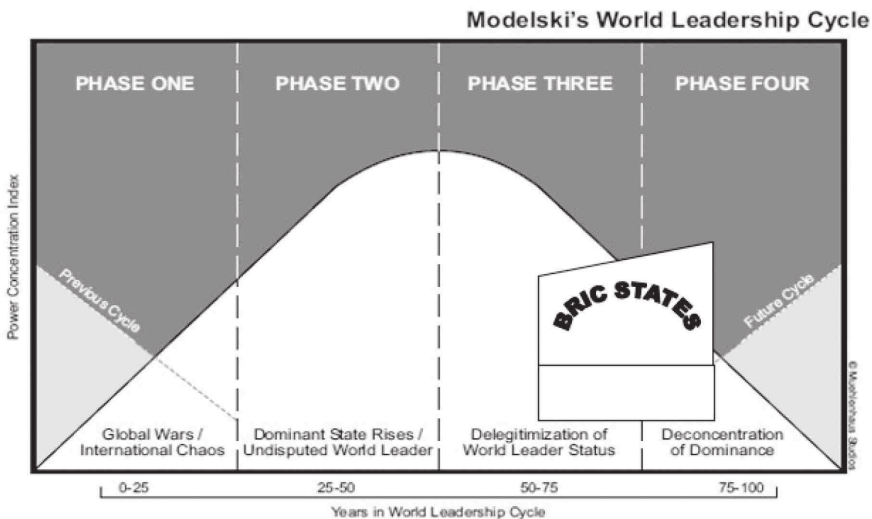 Modelski's World Leadership Cycle
PHASE ONE
PHASE TWO
PHASE THREE
PHASE FOUR
Power Concentration Index
Previous Cycle
BRIC STATES
Future Cycle
© Muehlenhaus Studios
Global Wars /
International Chaos
Dominant State Rises /
Undisputed World Leader
Delegitimization of
World Leader Status
Deconcentration
of Dominance
0-25
25-50
50-75
75-100
Years in World Leadership Cycle